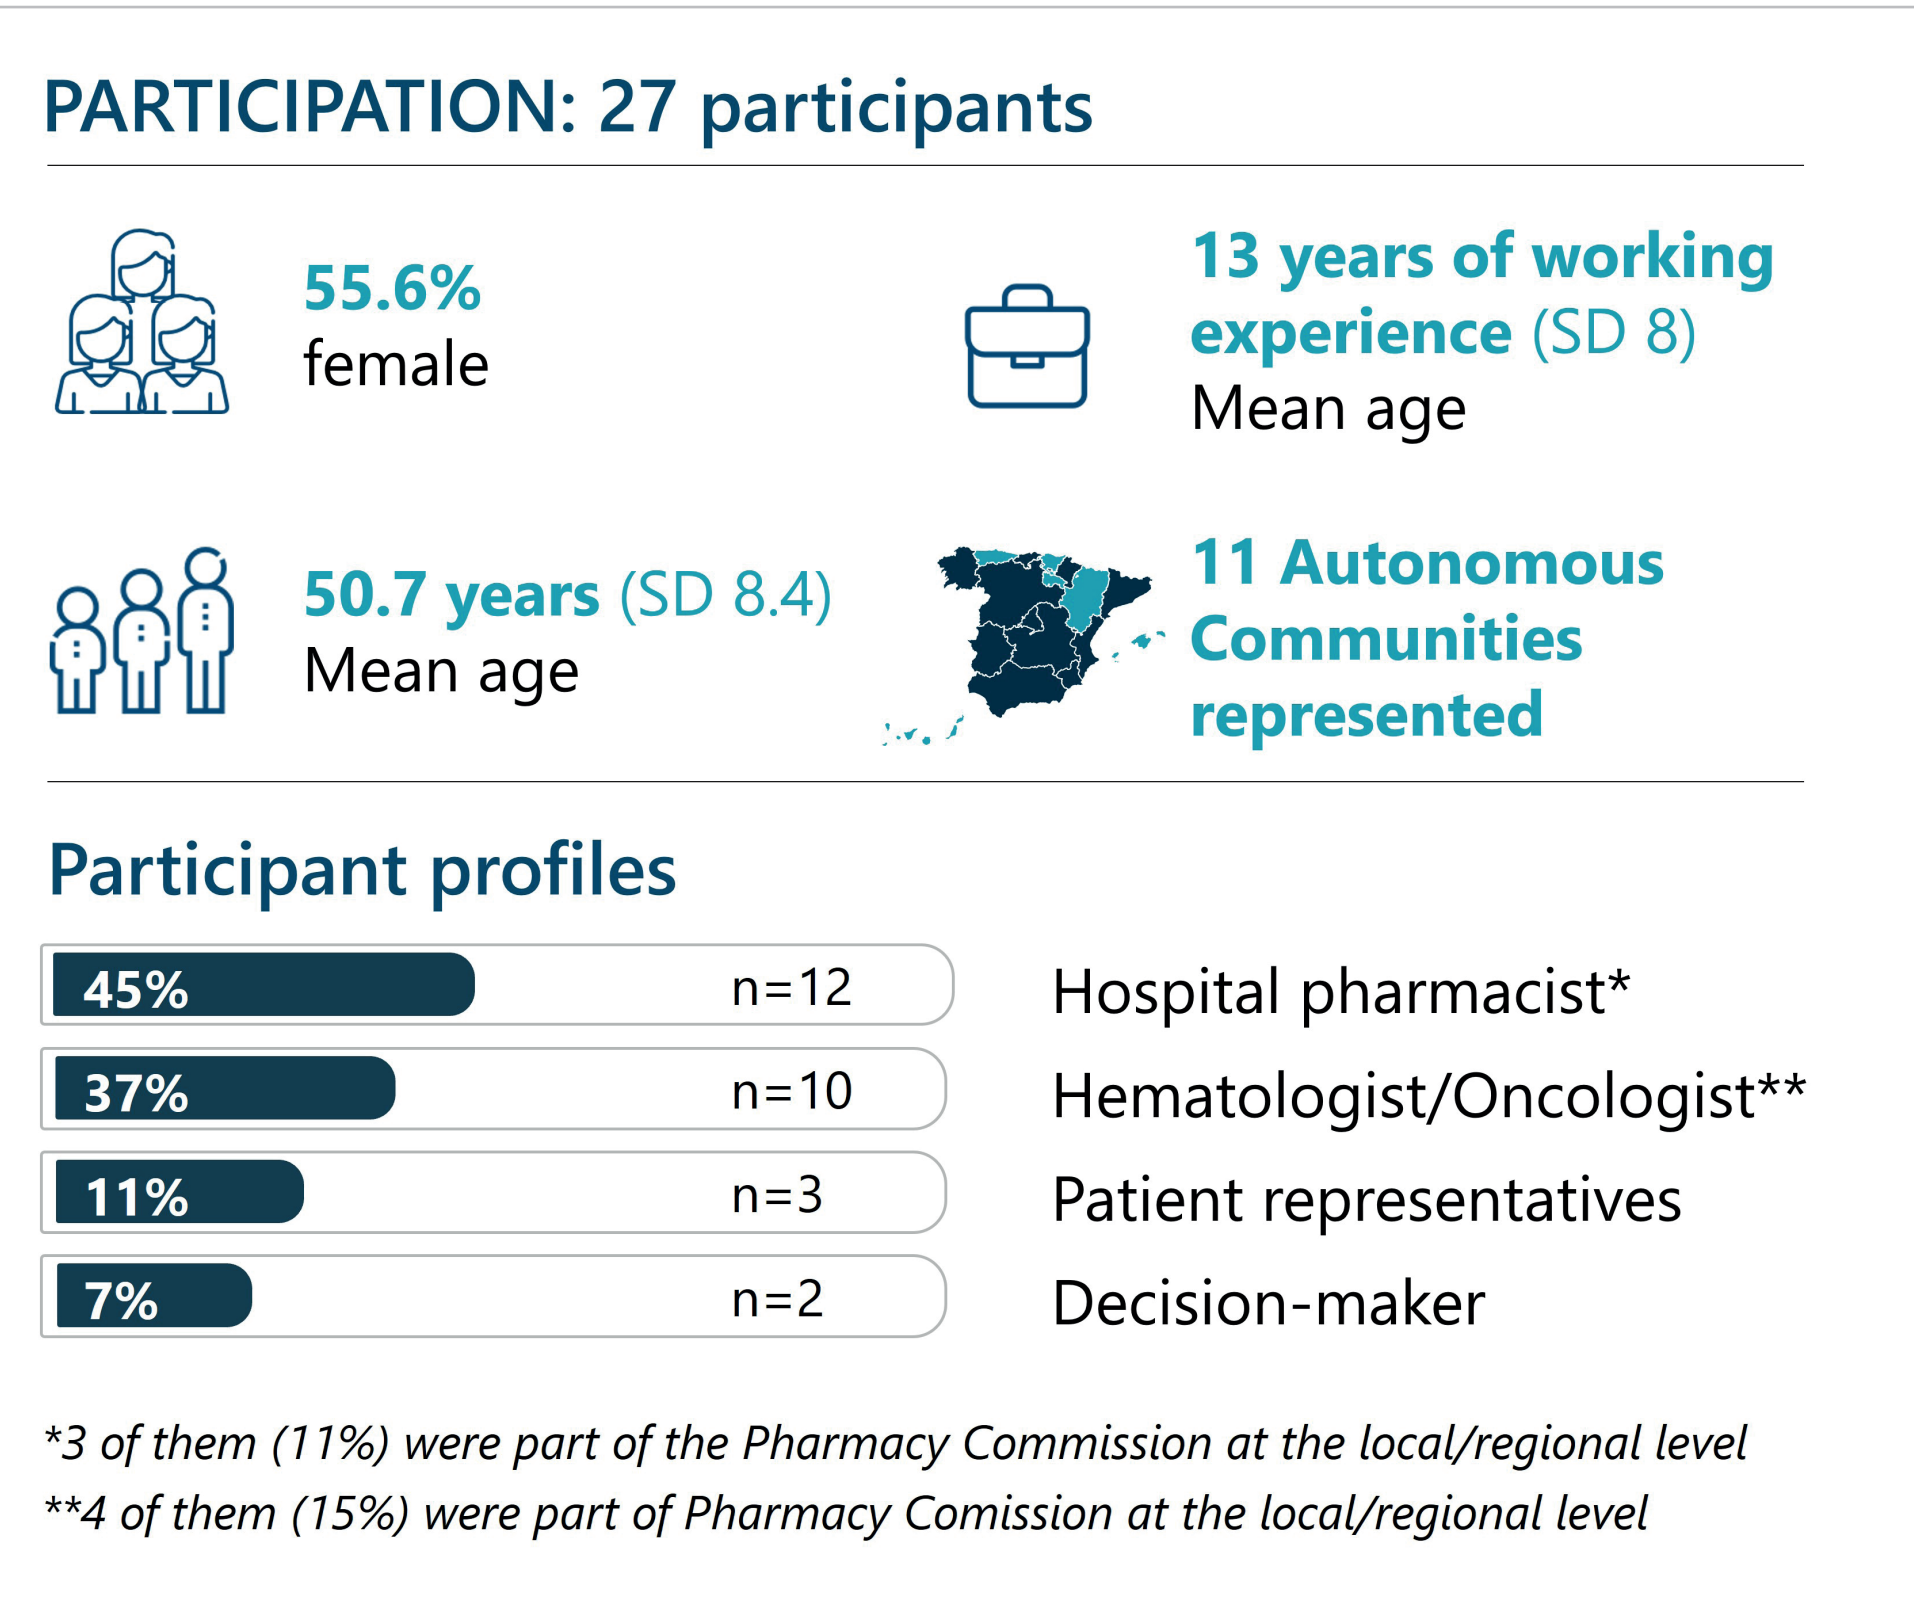 PARTICIPATION: 27 participants
55.6%
female
13 years of working
experience (SD 8)
Mean age
50.7 years (SD 8.4)
Mean age
11 Autonomous
Communities
represented
Participant profiles
45% n=12 Hospital pharmacist*
37% n=10 Hematologist/Oncologist**
11% n=3 Patient representatives
7% n=2 Decision-maker
*3 of them (11%) were part of the Pharmacy Commission at the local/regional level
**4 of them (15%) were part of Pharmacy Comission at the local/regional level